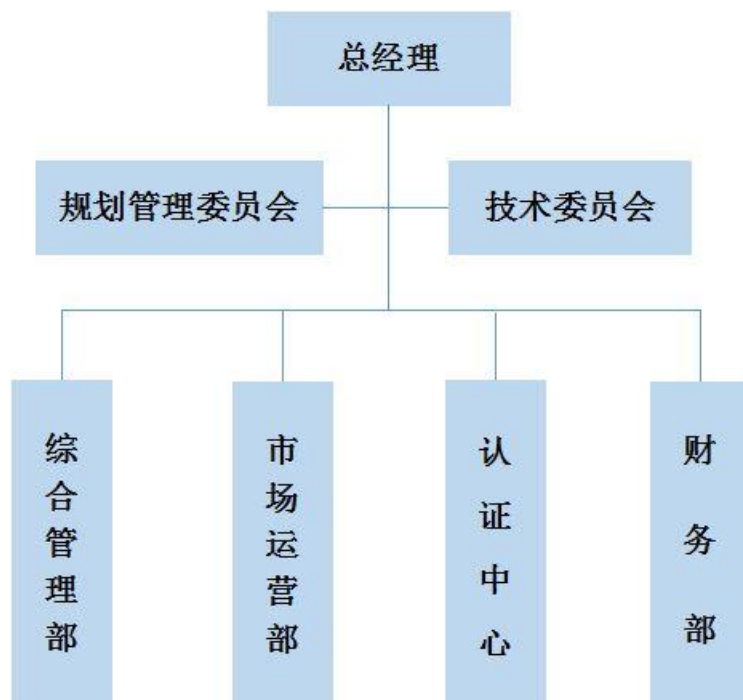 总经理
规划管理委员会
技术委员会
综合管理部
市场运营部
认证中心
财务部